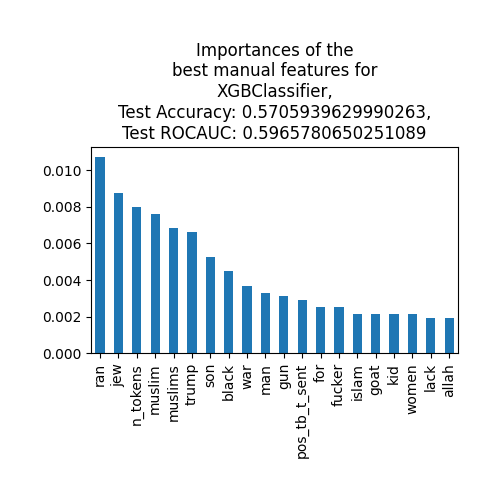 Importances of the
best manual features for
XGBClassifier,
Test Accuracy: 0.5705939629990263,
Test ROCAUC: 0.5965780650251089
0.010
0.008
0.006
0.004
0.002
0.000
ran
jew
n_tokens
muslim
muslims
trump
son
black
war
man
gun
pos_tb_t_sent
for
fucker
islam
goat
kid
women
lack
allah